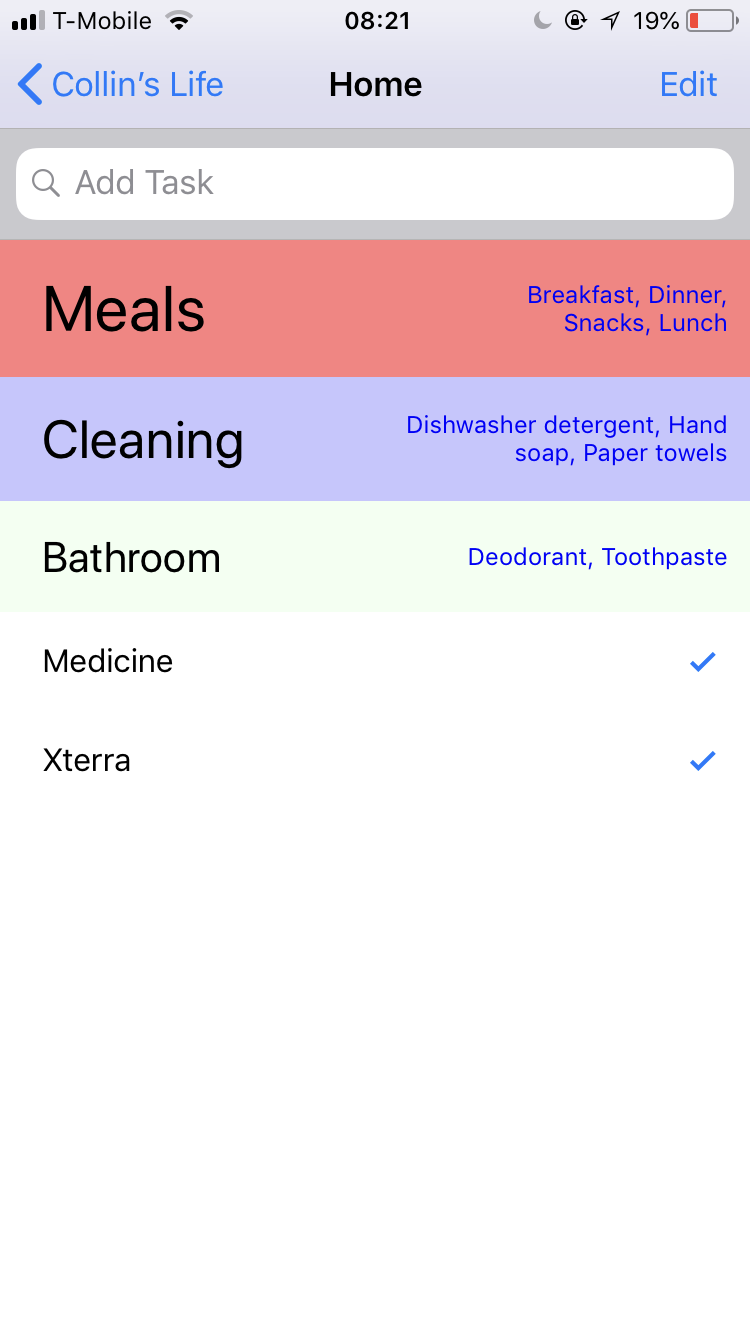 T-Mobile 08:21 19%
Collin’s Life Home Edit
Add Task
Meals
Breakfast, Dinner,
Snacks, Lunch
Cleaning
Dishwasher detergent, Hand
soap, Paper towels
Bathroom
Deodorant, Toothpaste
Medicine
Xterra